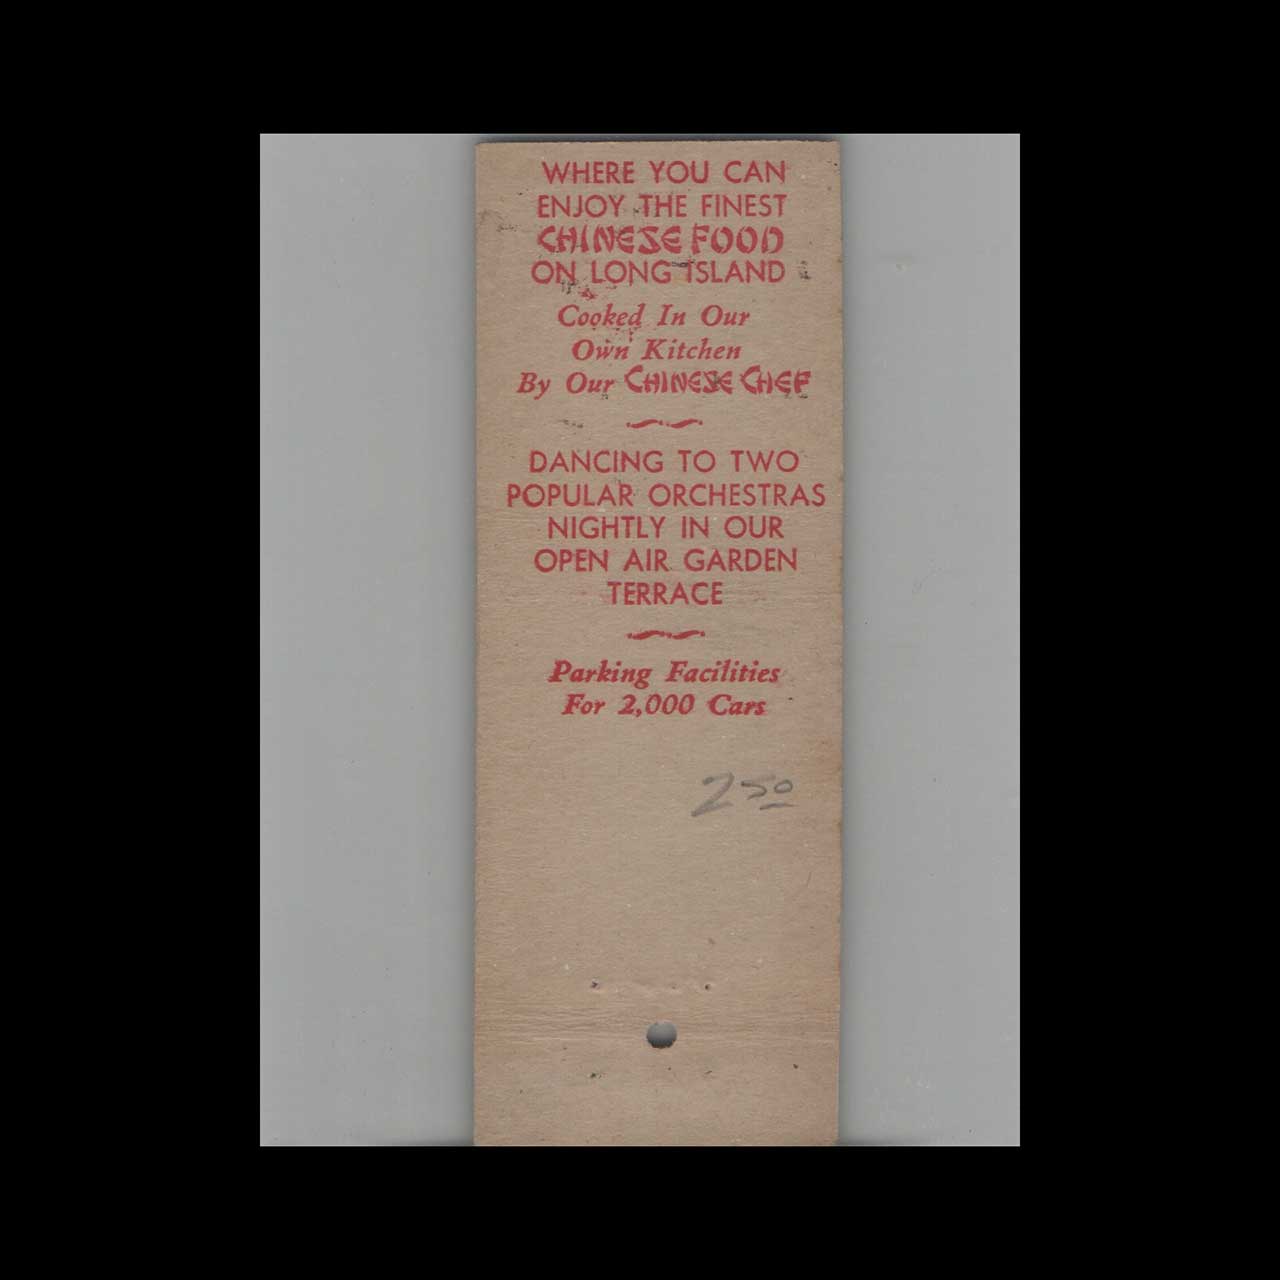 WHERE YOU CAN
ENJOY THE FINEST
CHINESE FOOD
ON LONG ISLAND
Cooked In Our
Own Kitchen
By Our CHINESE CHEF
DANCING TO TWO
POPULAR ORCHESTRAS
NIGHTLY IN OUR
OPEN AIR GARDEN
TERRACE
Parking Facilities
For 2,000 Cars
2 50